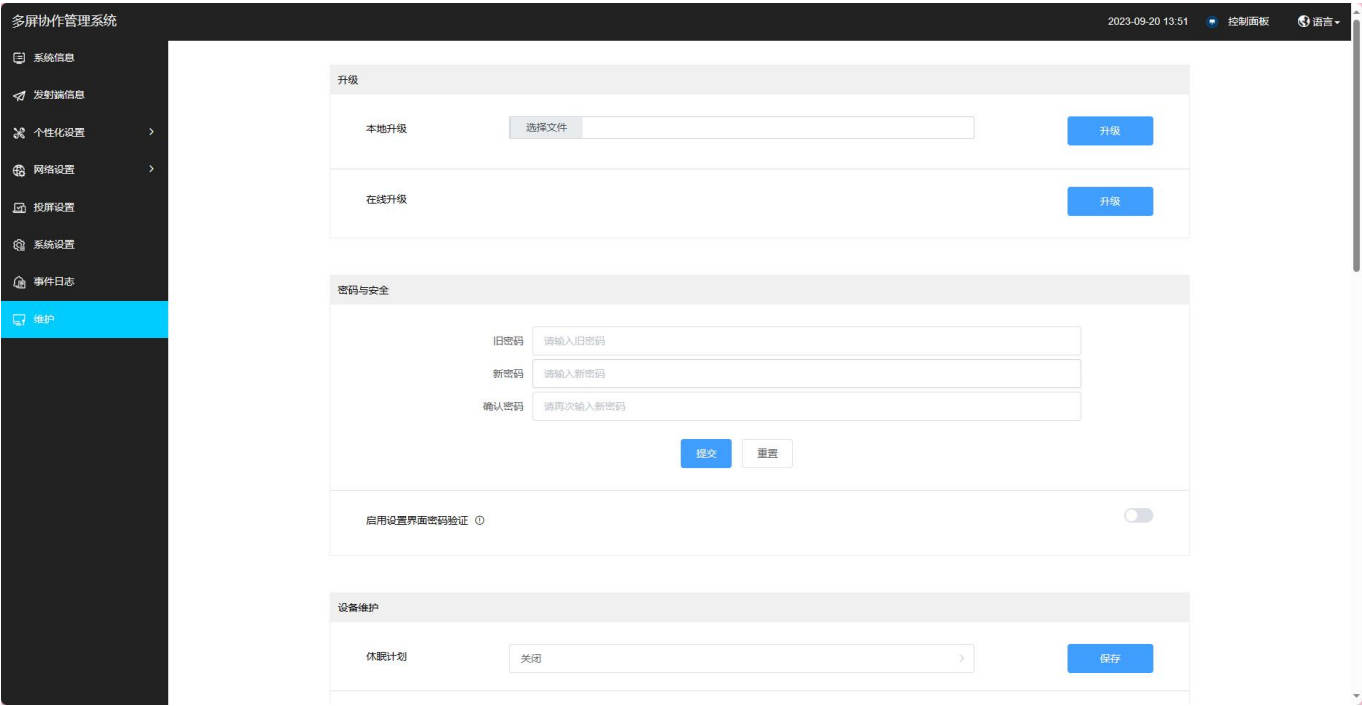 多屏协作管理系统
2023-09-20 13:51 控制面板 语言
系统信息
发射端信息
个性化设置
网络设置
投屏设置
系统设置
事件日志
维护
升级
本地升级 选择文件 升级
在线升级 升级
密码与安全
旧密码 请输入旧密码
新密码 请输入新密码
确认密码 请再次输入新密码
提交 重置
启用设置界面密码验证
设备维护
休眠计划 关闭 保存